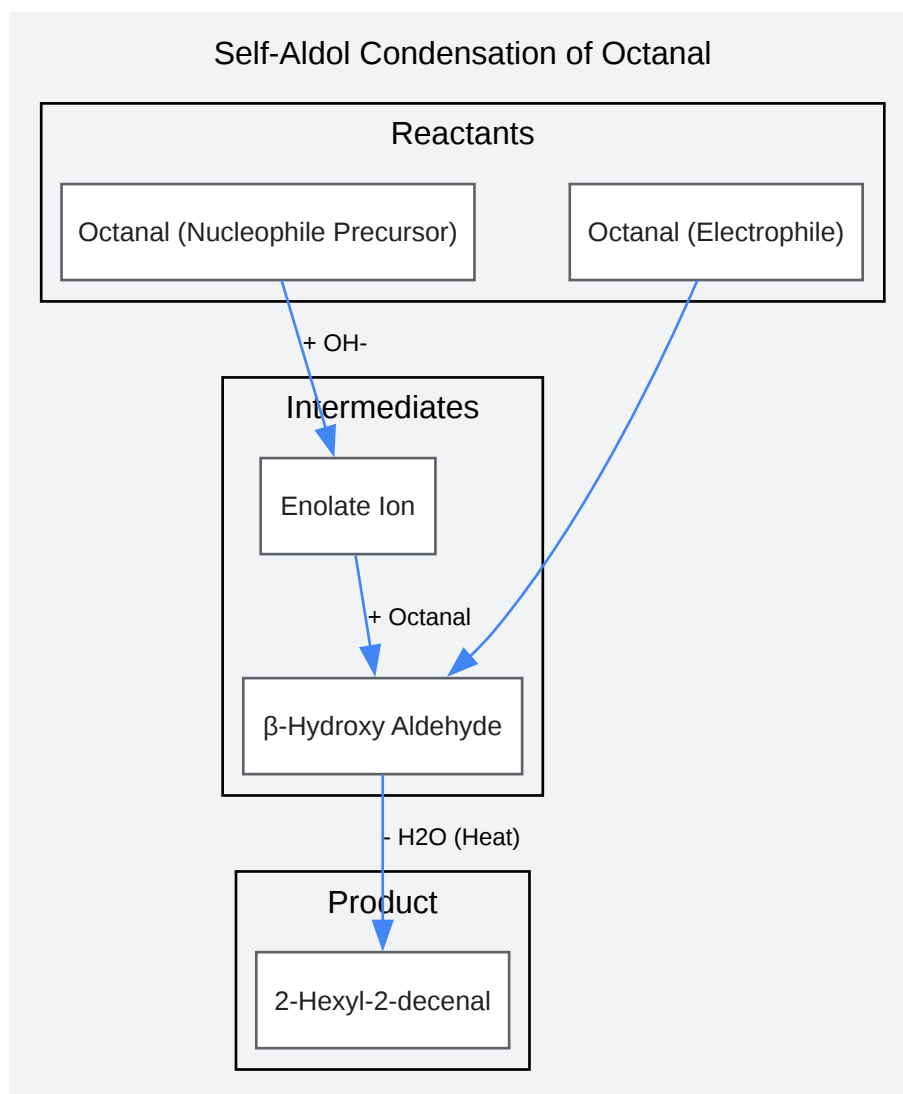 Self-Aldol Condensation of Octanal
Reactants
Octanal (Nucleophile Precursor)
Octanal (Electrophile)
+ OH-
Intermediates
Enolate Ion
+ Octanal
β-Hydroxy Aldehyde
- H2O (Heat)
Product
2-Hexyl-2-decenal